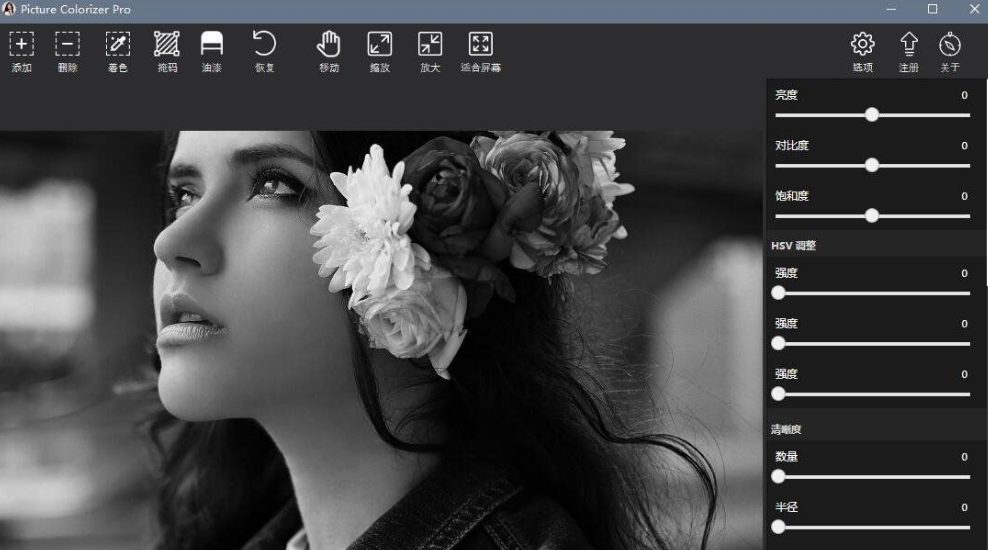 Picture Colorizer Pro
添加 删除 着色 掩码 油漆 恢复 移动 缩放 放大 适合屏幕 选项 注册 关于
亮度 0
对比度 0
饱和度 0
HSV 调整
强度 0
强度 0
强度 0
清晰度
数量 0
半径 0